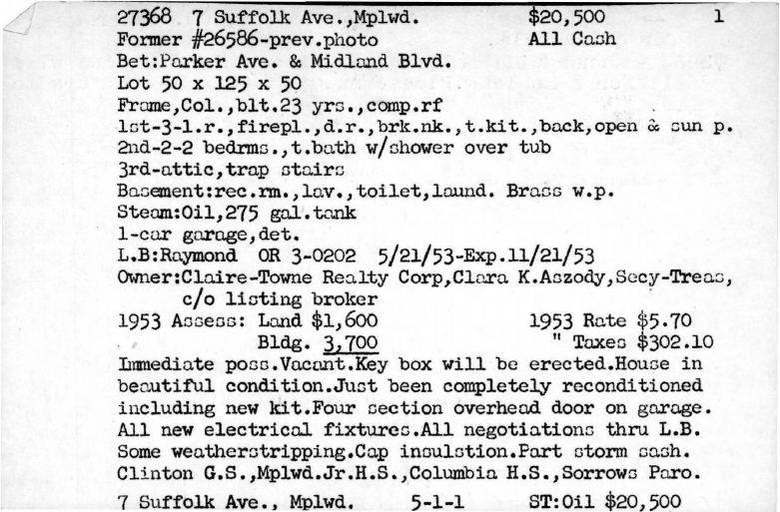 27368 7 Suffolk Ave.,Mplwd. $20,500 1
Former #26586-prev.photo All Cash
Bet:Parker Ave. & Midland Blvd.
Lot 50 x 125 x 50
Frame,Col.,blt.23 yrs.,comp.rf
1st-3-l.r.,firepl.,d.r.,brk.nk.,t.kit.,back,open & sun p.
2nd-2-2 bedrms.,t.bath w/shower over tub
3rd-attic,trap stairs
Basement:rec.rm.,lav.,toilet,laund. Brass w.p.
Steam:Oil,275 gal.tank
1-car garage,det.
L.B:Raymond OR 3-0202 5/21/53-Exp.11/21/53
Owner:Claire-Towne Realty Corp,Clara K.Aszody,Secy-Treas,
c/o listing broker
1953 Assess: Land $1,600 1953 Rate $5.70
Bldg. 3,700 " Taxes $302.10
Immediate poss.Vacant.Key box will be erected.House in
beautiful condition.Just been completely reconditioned
including new kit.Four section overhead door on garage.
All new electrical fixtures.All negotiations thru L.B.
Some weatherstripping.Cap insulation.Part storm sash.
Clinton G.S.,Mplwd.Jr.H.S.,Columbia H.S.,Sorrows Paro.
7 Suffolk Ave., Mplwd. 5-1-1 ST:Oil $20,500